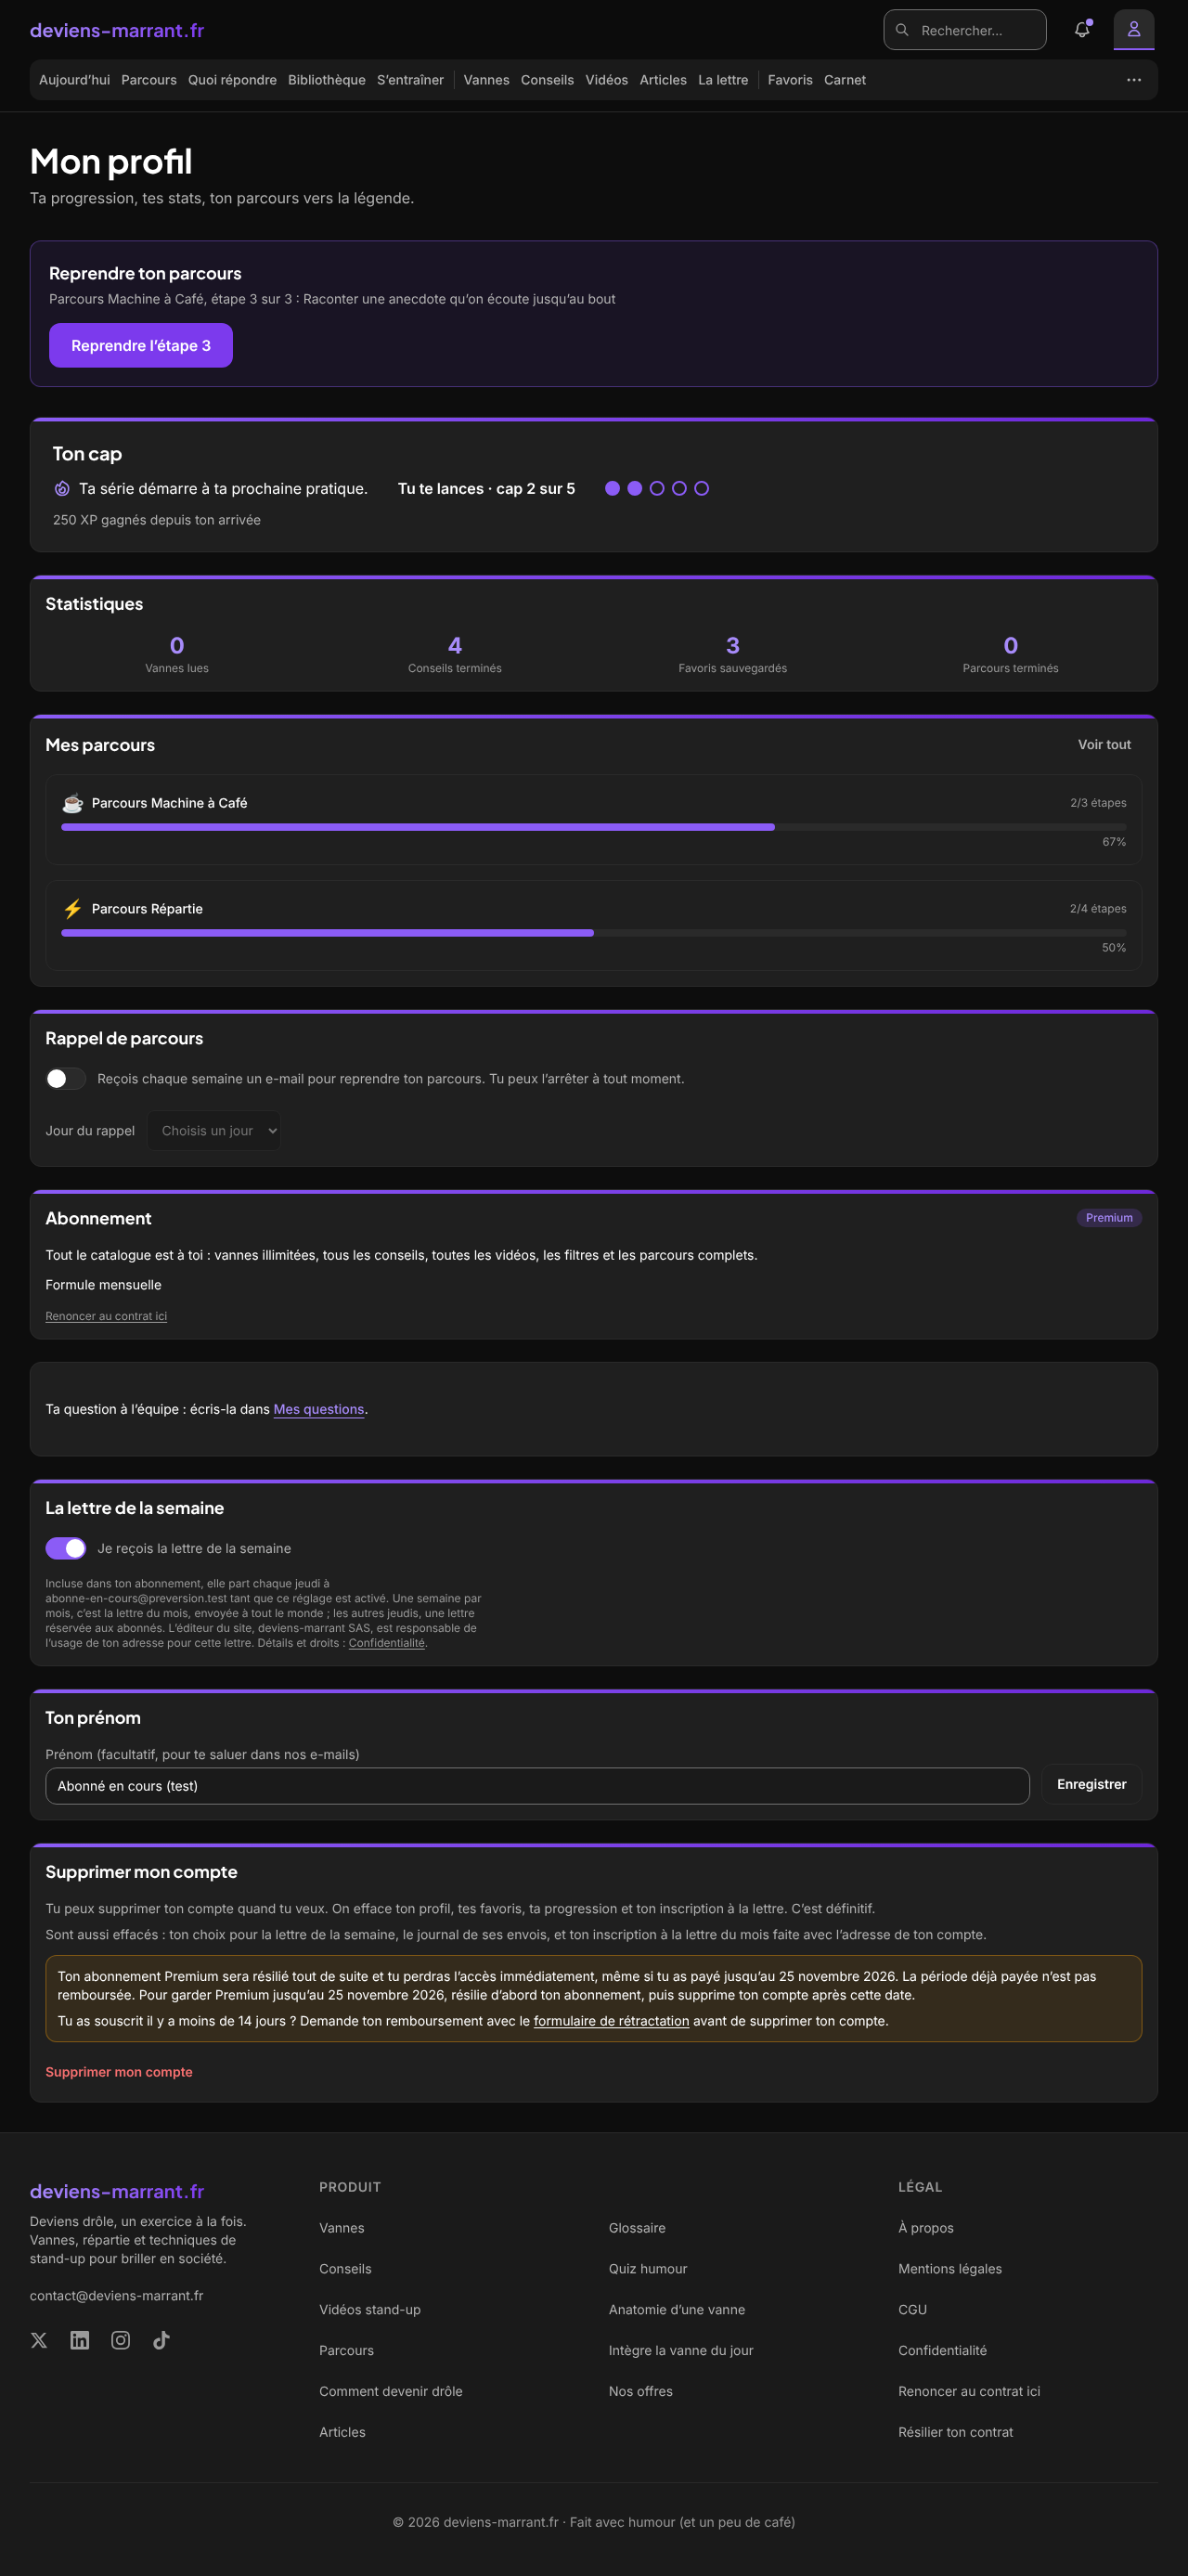 deviens-marrant.fr
Rechercher...
Aujourd’hui Parcours Quoi répondre Bibliothèque S’entraîner Vannes Conseils Vidéos Articles La lettre Favoris Carnet
Mon profil
Ta progression, tes stats, ton parcours vers la légende.
Reprendre ton parcours
Parcours Machine à Café, étape 3 sur 3 : Raconter une anecdote qu’on écoute jusqu’au bout
Reprendre l’étape 3
Ton cap
Ta série démarre à ta prochaine pratique. Tu te lances · cap 2 sur 5
250 XP gagnés depuis ton arrivée
Statistiques
0 4 3 0
Vannes lues Conseils terminés Favoris sauvegardés Parcours terminés
Mes parcours Voir tout
Parcours Machine à Café 2/3 étapes
67%
Parcours Répartie 2/4 étapes
50%
Rappel de parcours
Reçois chaque semaine un e-mail pour reprendre ton parcours. Tu peux l’arrêter à tout moment.
Jour du rappel Choisis un jour
Abonnement Premium
Tout le catalogue est à toi : vannes illimitées, tous les conseils, toutes les vidéos, les filtres et les parcours complets.
Formule mensuelle
Renoncer au contrat ici
Ta question à l’équipe : écris-la dans Mes questions.
La lettre de la semaine
Je reçois la lettre de la semaine
Incluse dans ton abonnement, elle part chaque jeudi à
abonne-en-cours@preversion.test tant que ce réglage est activé. Une semaine par
mois, c’est la lettre du mois, envoyée à tout le monde ; les autres jeudis, une lettre
réservée aux abonnés. L’éditeur du site, deviens-marrant SAS, est responsable de
l’usage de ton adresse pour cette lettre. Détails et droits : Confidentialité.
Ton prénom
Prénom (facultatif, pour te saluer dans nos e-mails)
Abonné en cours (test) Enregistrer
Supprimer mon compte
Tu peux supprimer ton compte quand tu veux. On efface ton profil, tes favoris, ta progression et ton inscription à la lettre. C’est définitif.
Sont aussi effacés : ton choix pour la lettre de la semaine, le journal de ses envois, et ton inscription à la lettre du mois faite avec l’adresse de ton compte.
Ton abonnement Premium sera résilié tout de suite et tu perdras l’accès immédiatement, même si tu as payé jusqu’au 25 novembre 2026. La période déjà payée n’est pas
remboursée. Pour garder Premium jusqu’au 25 novembre 2026, résilie d’abord ton abonnement, puis supprime ton compte après cette date.
Tu as souscrit il y a moins de 14 jours ? Demande ton remboursement avec le formulaire de rétractation avant de supprimer ton compte.
Supprimer mon compte
deviens-marrant.fr
Deviens drôle, un exercice à la fois.
Vannes, répartie et techniques de
stand-up pour briller en société.
contact@deviens-marrant.fr
PRODUIT
Vannes
Conseils
Vidéos stand-up
Parcours
Comment devenir drôle
Articles
Glossaire
Quiz humour
Anatomie d’une vanne
Intègre la vanne du jour
Nos offres
LÉGAL
À propos
Mentions légales
CGU
Confidentialité
Renoncer au contrat ici
Résilier ton contrat
© 2026 deviens-marrant.fr · Fait avec humour (et un peu de café)